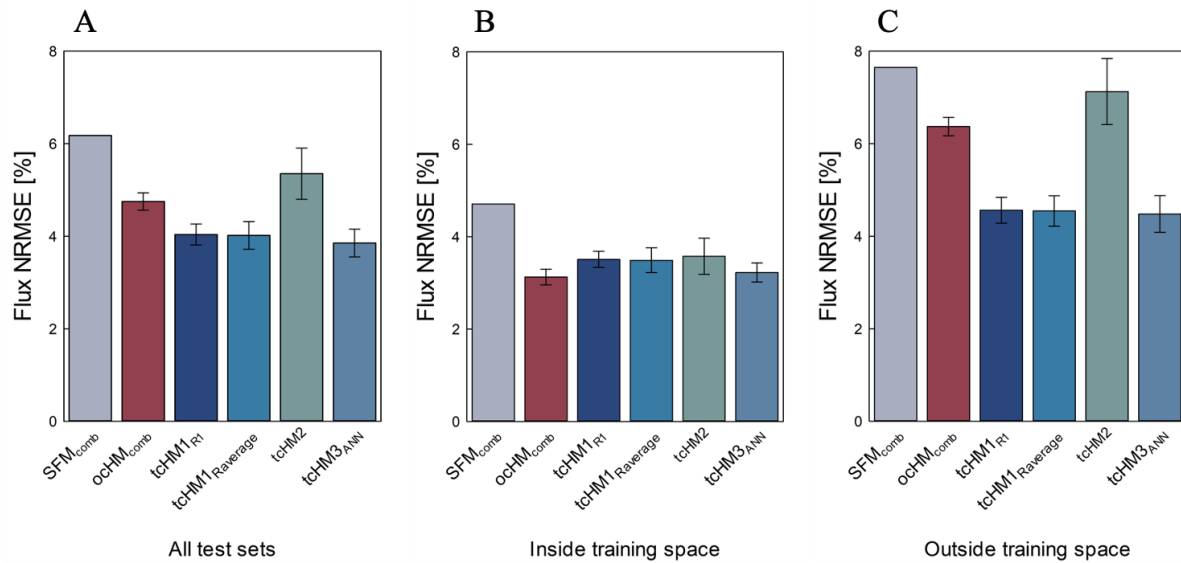 A
Flux NRMSE [%]
8
6
4
2
0
SFMcomb
ocHMcomb
tcHM1R1
tcHM1Raverage
tcHM2
tcHM3ANN
All test sets
B
Flux NRMSE [%]
8
6
4
2
0
SFMcomb
ocHMcomb
tcHM1R1
tcHM1Raverage
tcHM2
tcHM3ANN
Inside training space
C
Flux NRMSE [%]
8
6
4
2
0
SFMcomb
ocHMcomb
tcHM1R1
tcHM1Raverage
tcHM2
tcHM3ANN
Outside training space